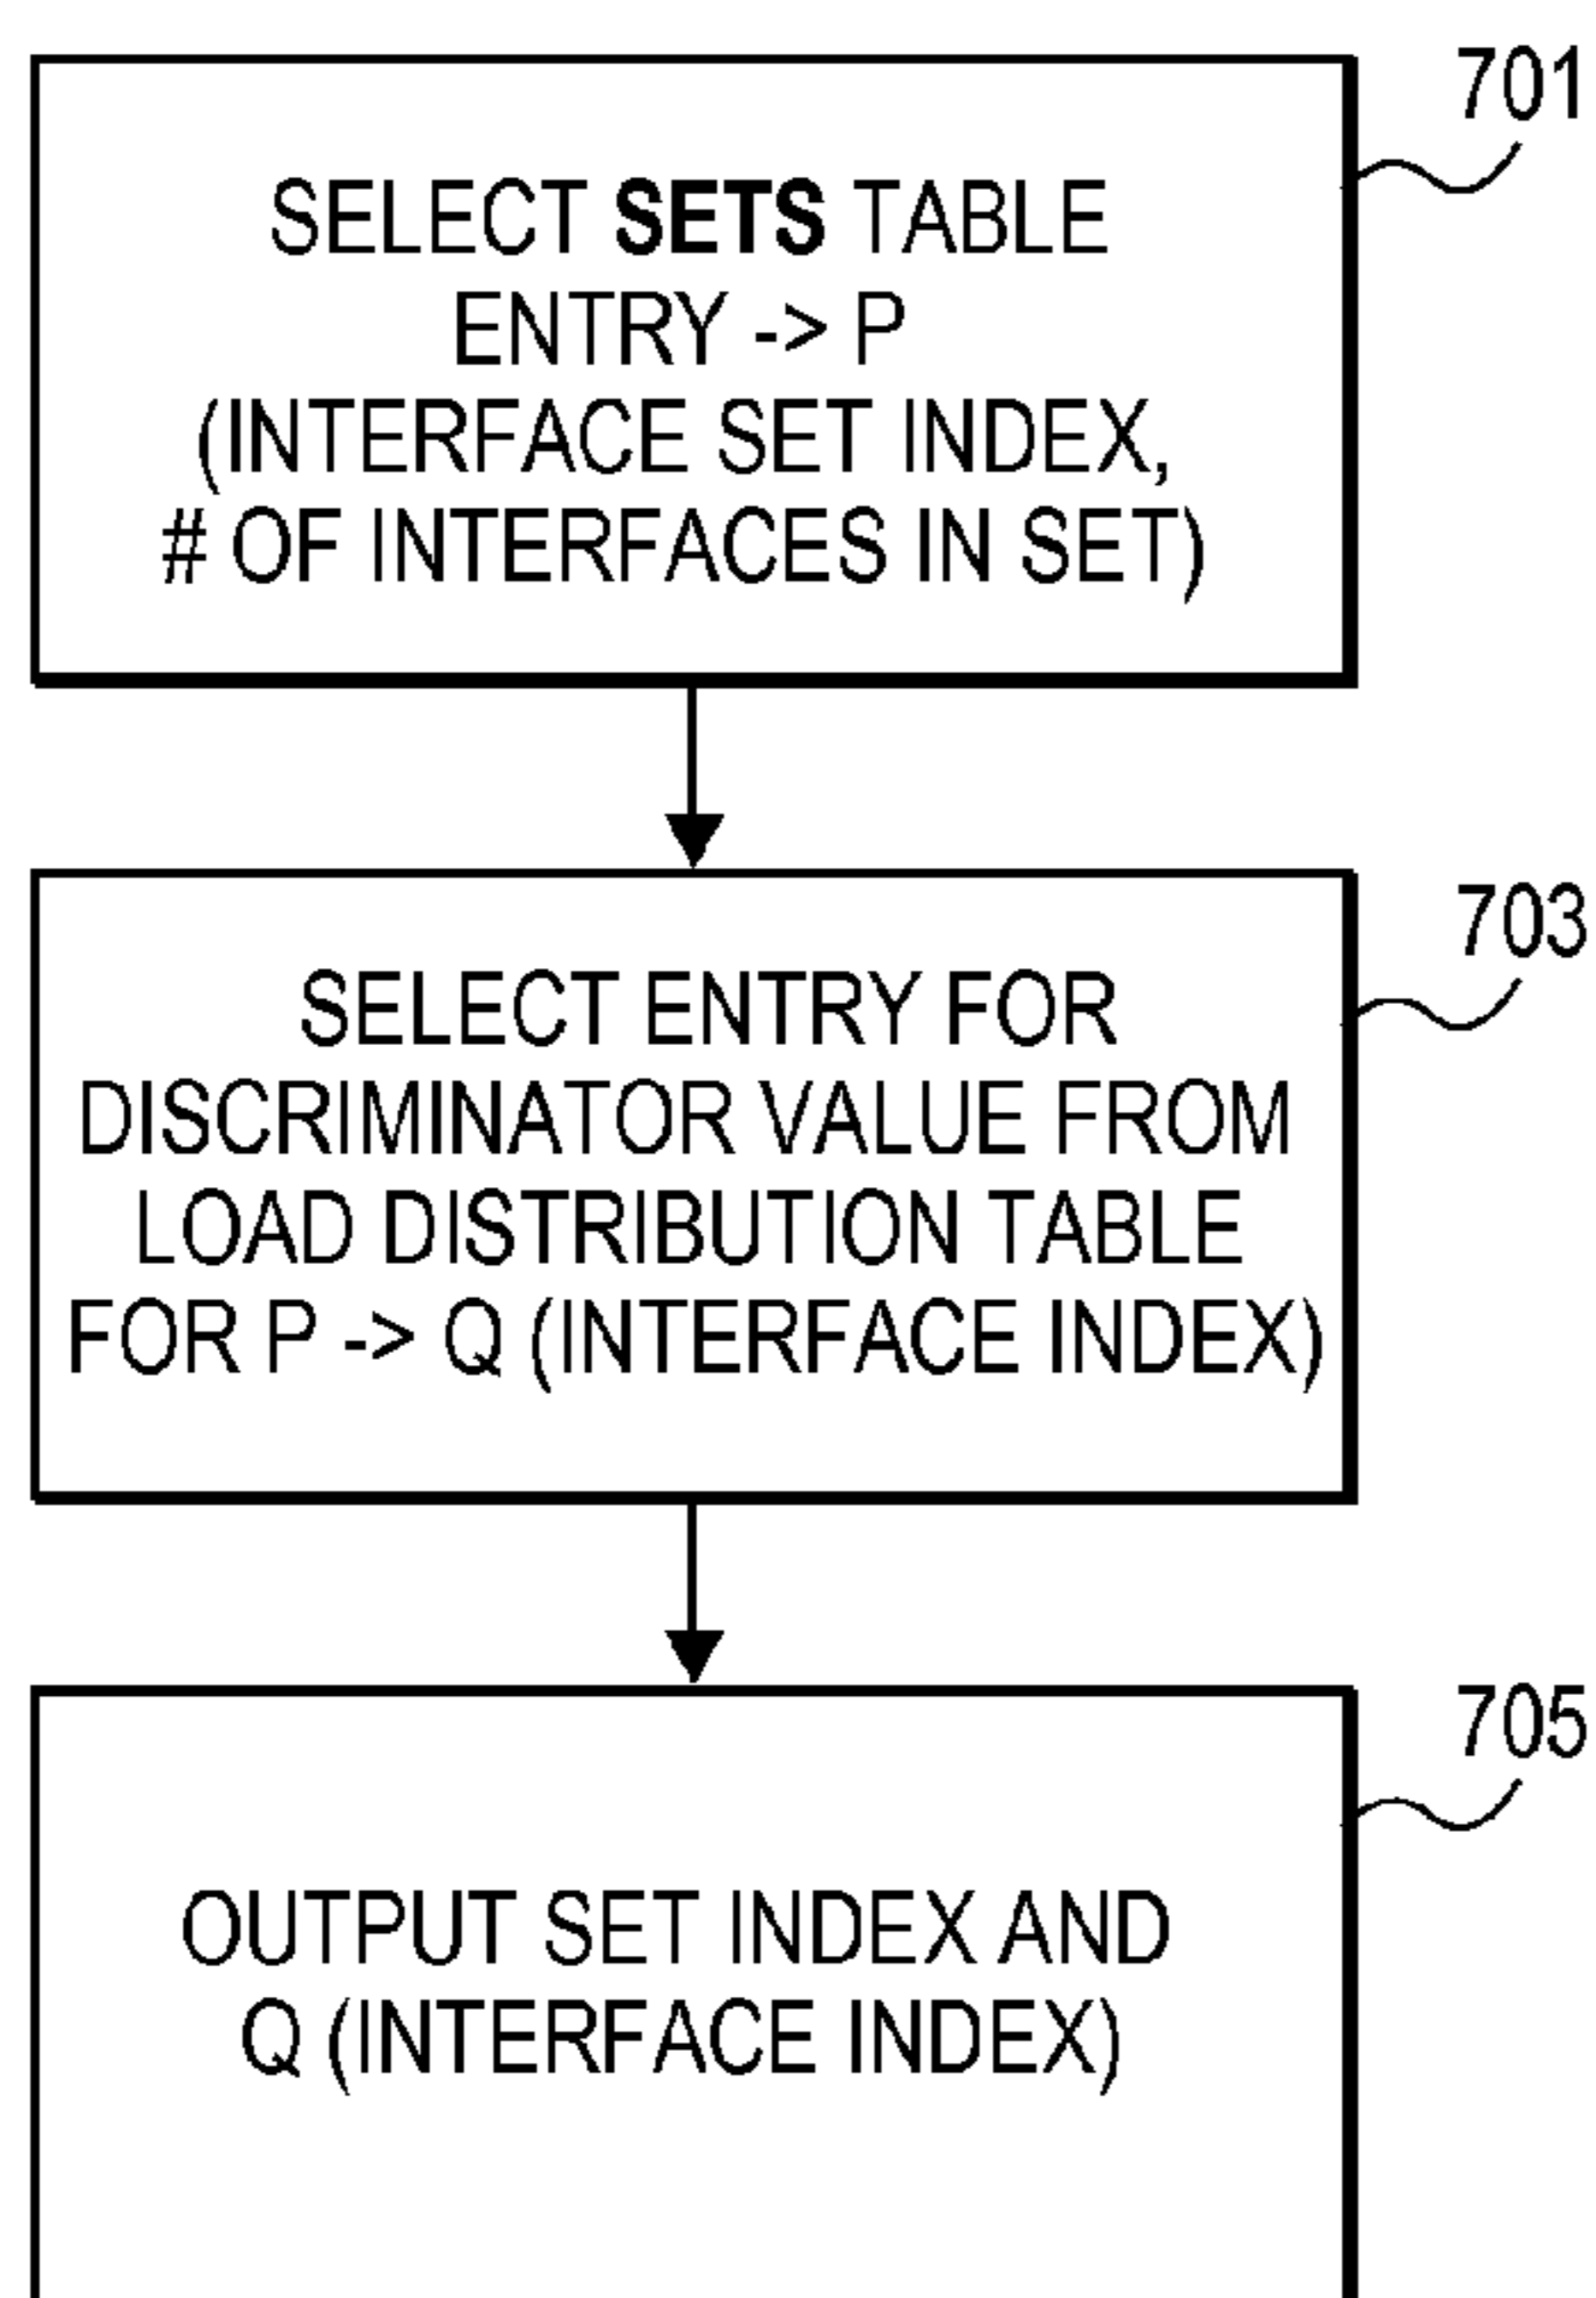 701
SELECT SETS TABLE
ENTRY -> P
(INTERFACE SET INDEX,
# OF INTERFACES IN SET)
703
SELECT ENTRY FOR
DISCRIMINATOR VALUE FROM
LOAD DISTRIBUTION TABLE
FOR P -> Q (INTERFACE INDEX)
705
OUTPUT SET INDEX AND
Q (INTERFACE INDEX)